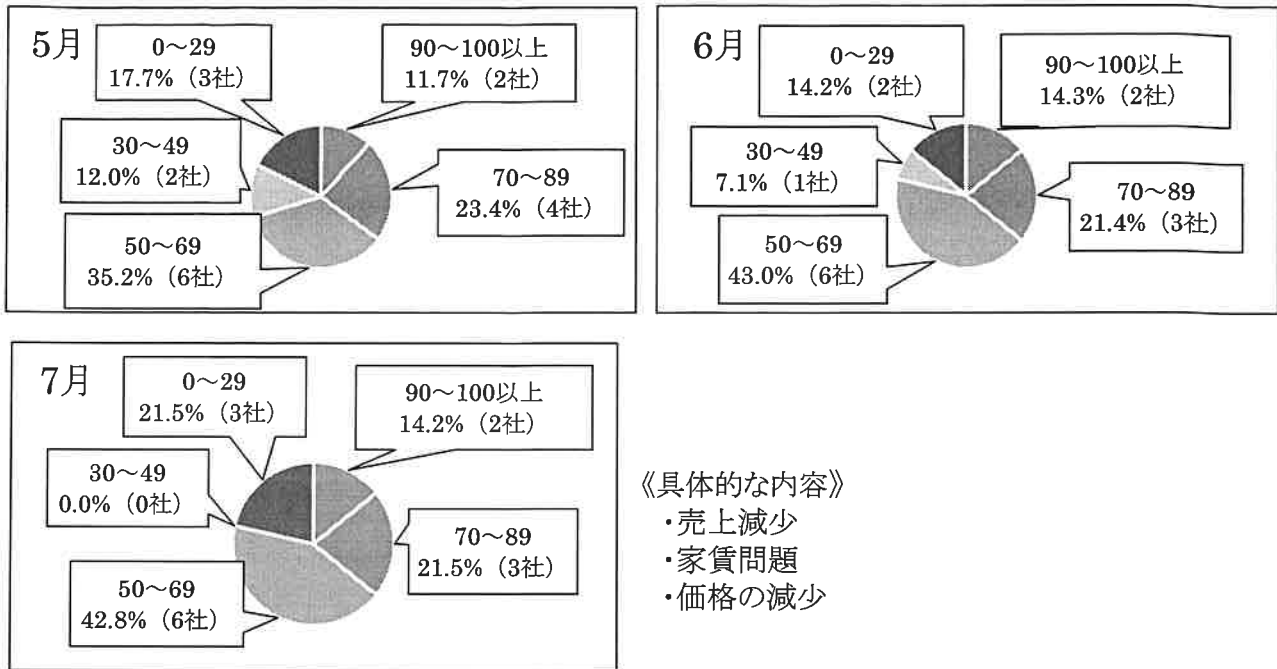 5月
0～29
17.7%（3社）
90～100以上
11.7%（2社）
30～49
12.0%（2社）
70～89
23.4%（4社）
50～69
35.2%（6社）
6月
0～29
14.2%（2社）
90～100以上
14.3%（2社）
30～49
7.1%（1社）
70～89
21.4%（3社）
50～69
43.0%（6社）
7月
0～29
21.5%（3社）
90～100以上
14.2%（2社）
30～49
0.0%（0社）
70～89
21.5%（3社）
50～69
42.8%（6社）
《具体的な内容》
・売上減少
・家賃問題
・価格の減少